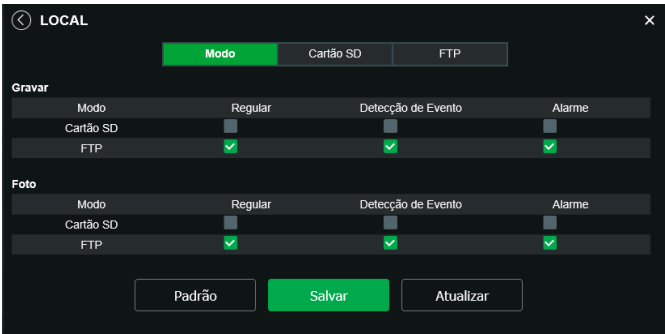 LOCAL
Modo Cartão SD FTP
Gravar
Modo Regular Detecção de Evento Alarme
Cartão SD
FTP
Foto
Modo Regular Detecção de Evento Alarme
Cartão SD
FTP
Padrão Salvar Atualizar